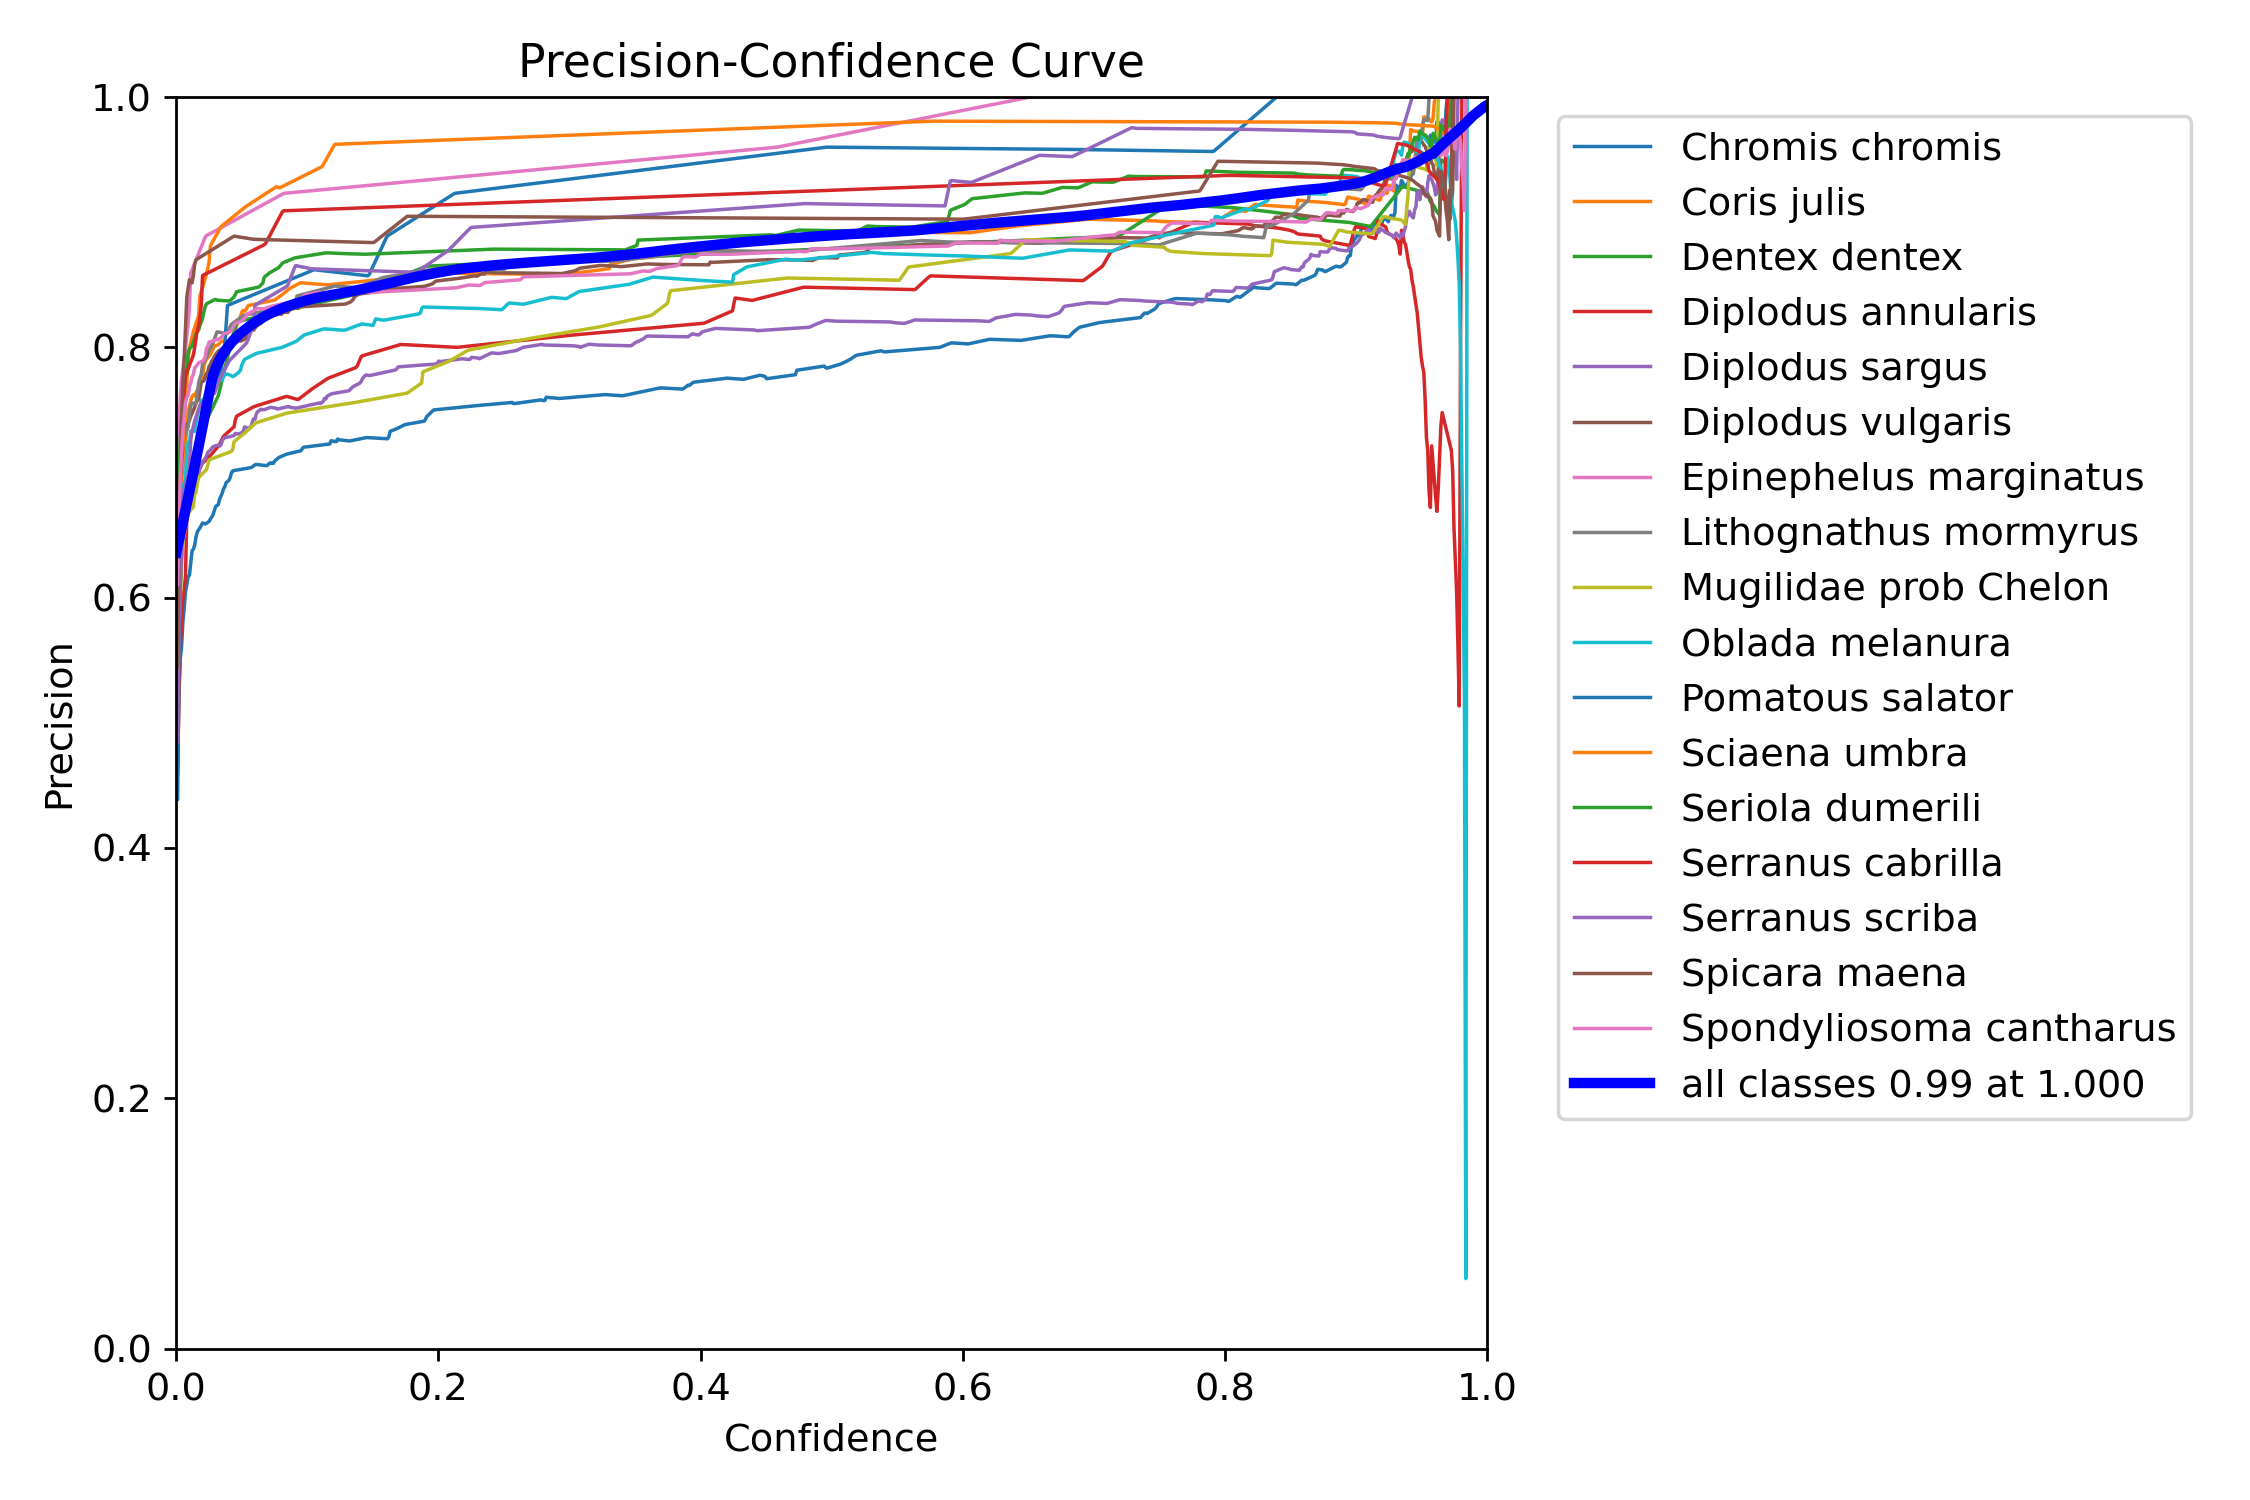 Precision-Confidence Curve
1.0
0.8
0.6
0.4
0.2
0.0
Precision
0.0 0.2 0.4 0.6 0.8 1.0
Confidence
Chromis chromis
Coris julis
Dentex dentex
Diplodus annularis
Diplodus sargus
Diplodus vulgaris
Epinephelus marginatus
Lithognathus mormyrus
Mugilidae prob Chelon
Oblada melanura
Pomatous salator
Sciaena umbra
Seriola dumerili
Serranus cabrilla
Serranus scriba
Spicara maena
Spondyliosoma cantharus
all classes 0.99 at 1.000